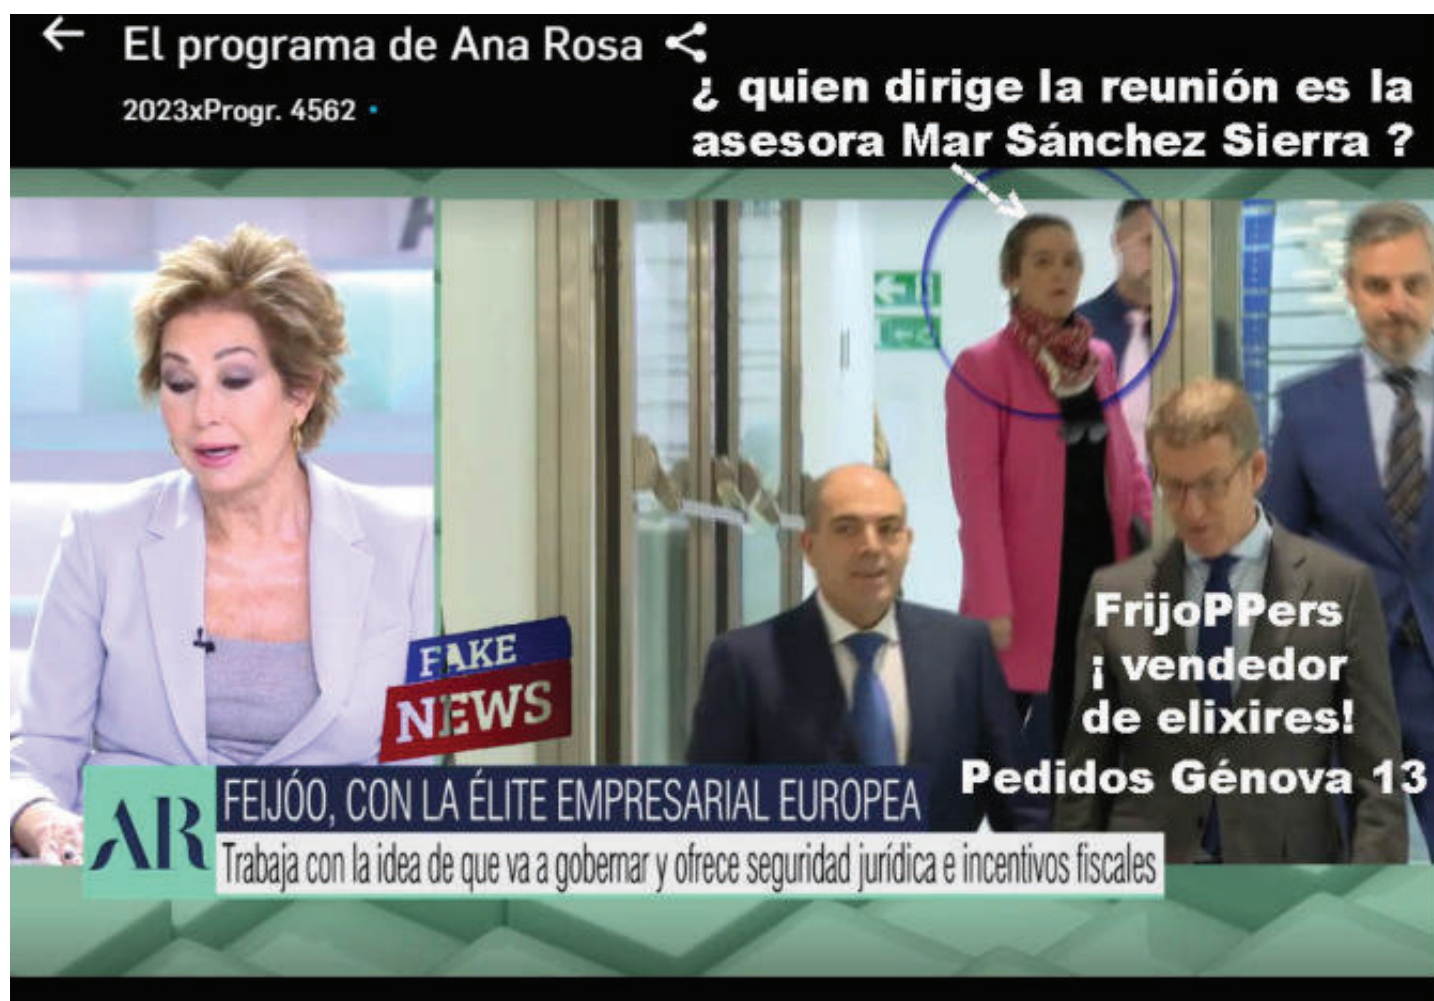 El programa de Ana Rosa
2023xProgr. 4562
¿ quien dirige la reunión es la
asesora Mar Sánchez Sierra ?
FrijoPPers
¡ vendedor
de elixires!
Pedidos Génova 13
FAKE
NEWS
AR
FEIJÓO, CON LA ÉLITE EMPRESARIAL EUROPEA
Trabaja con la idea de que va a gobernar y ofrece seguridad jurídica e incentivos fiscales